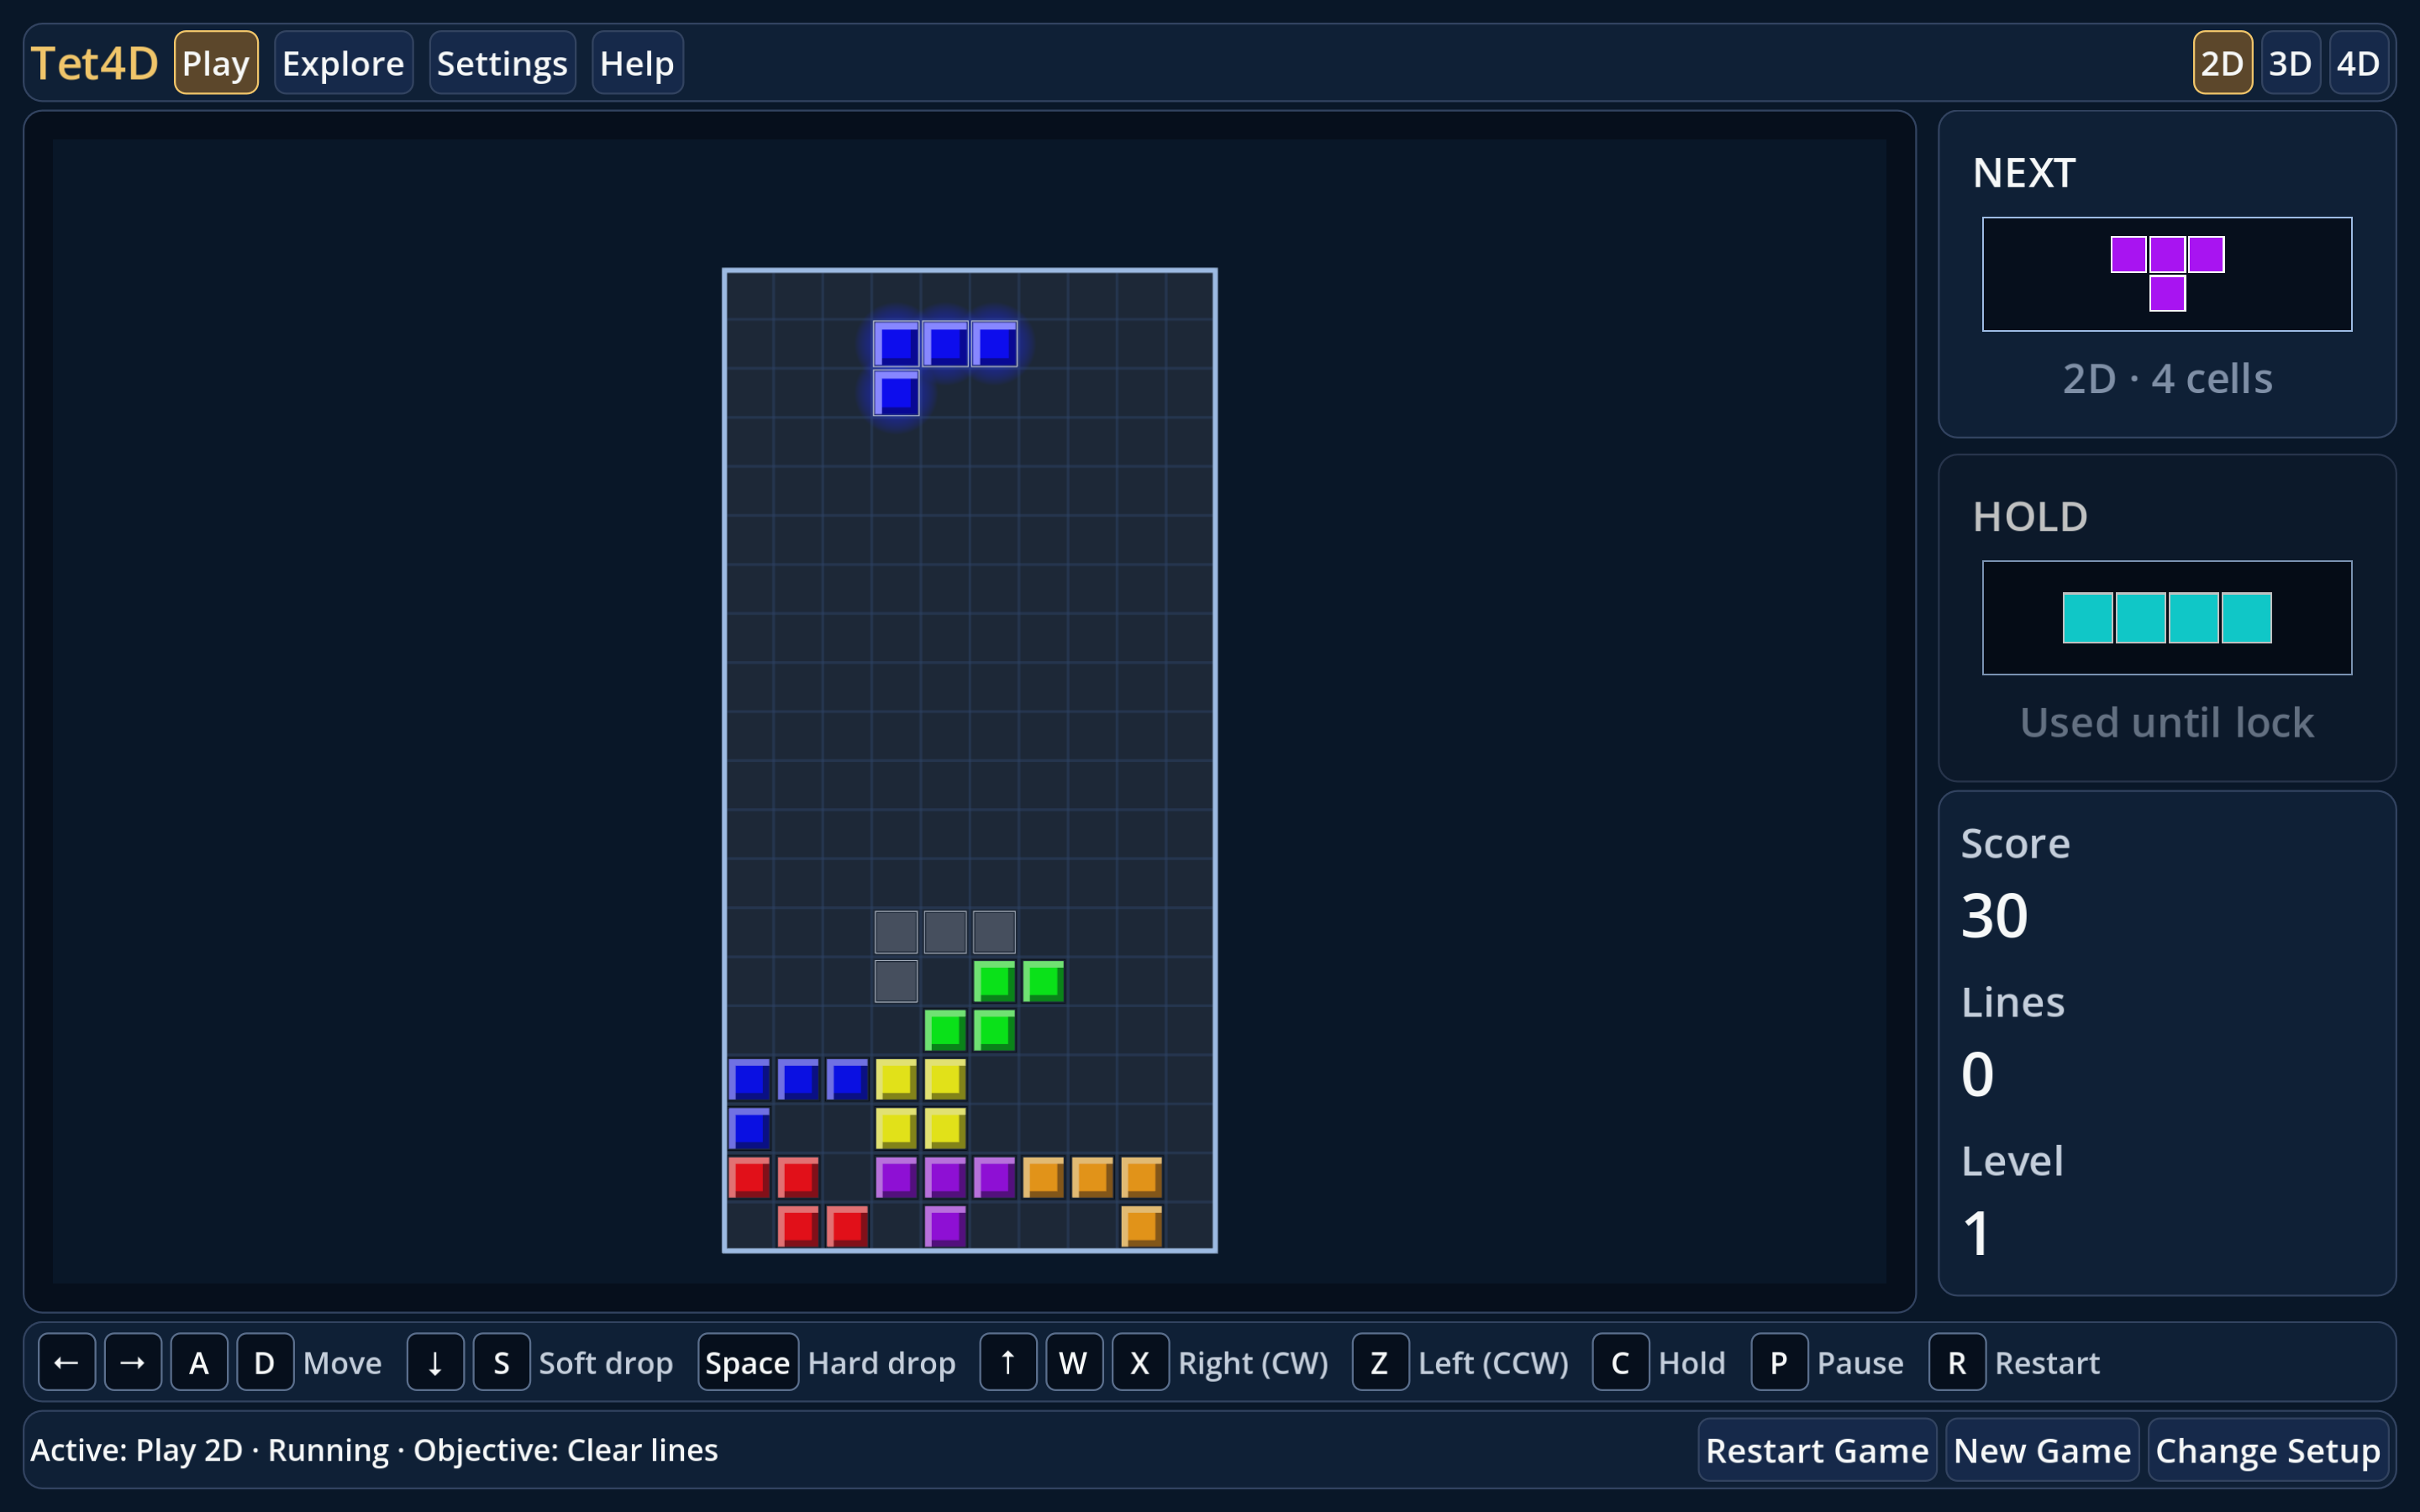 Tet4D Play Explore Settings Help 2D 3D 4D
NEXT
2D · 4 cells
HOLD
Used until lock
Score
30
Lines
0
Level
1
← → A D Move ↓ S Soft drop Space Hard drop ↑ W X Right (CW) Z Left (CCW) C Hold P Pause R Restart
Active: Play 2D · Running · Objective: Clear lines Restart Game New Game Change Setup